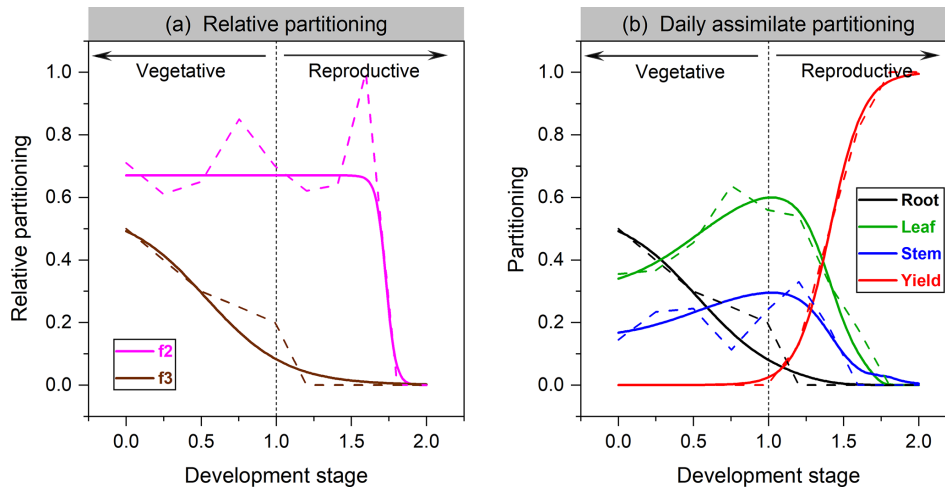 (a) Relative partitioning
Vegetative
Reproductive
1.0
0.8
0.6
0.4
0.2
0.0
Relative partitioning
f2
f3
0.0 0.5 1.0 1.5 2.0
Development stage
(b) Daily assimilate partitioning
Vegetative
Reproductive
1.0
0.8
0.6
0.4
0.2
0.0
Partitioning
Root
Leaf
Stem
Yield
0.0 0.5 1.0 1.5 2.0
Development stage